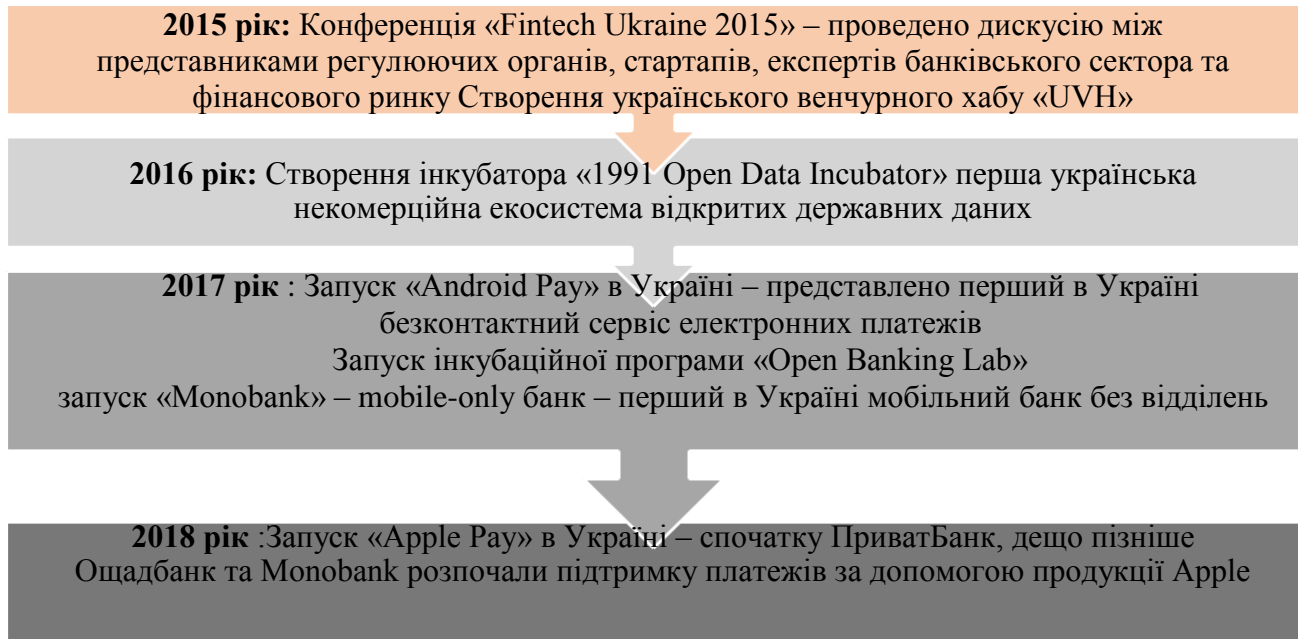 2015 рік: Конференція «Fintech Ukraine 2015» – проведено дискусію між
представниками регулюючих органів, стартапів, експертів банківського сектора та
фінансового ринку Створення українського венчурного хабу «UVH»
2016 рік: Створення інкубатора «1991 Open Data Incubator» перша українська
некомерційна екосистема відкритих державних даних
2017 рік : Запуск «Android Pay» в Україні – представлено перший в Україні
безконтактний сервіс електронних платежів
Запуск інкубаційної програми «Open Banking Lab»
запуск «Monobank» – mobile-only банк – перший в Україні мобільний банк без відділень
2018 рік :Запуск «Apple Pay» в Україні – спочатку ПриватБанк, дещо пізніше
Ощадбанк та Monobank розпочали підтримку платежів за допомогою продукції Apple